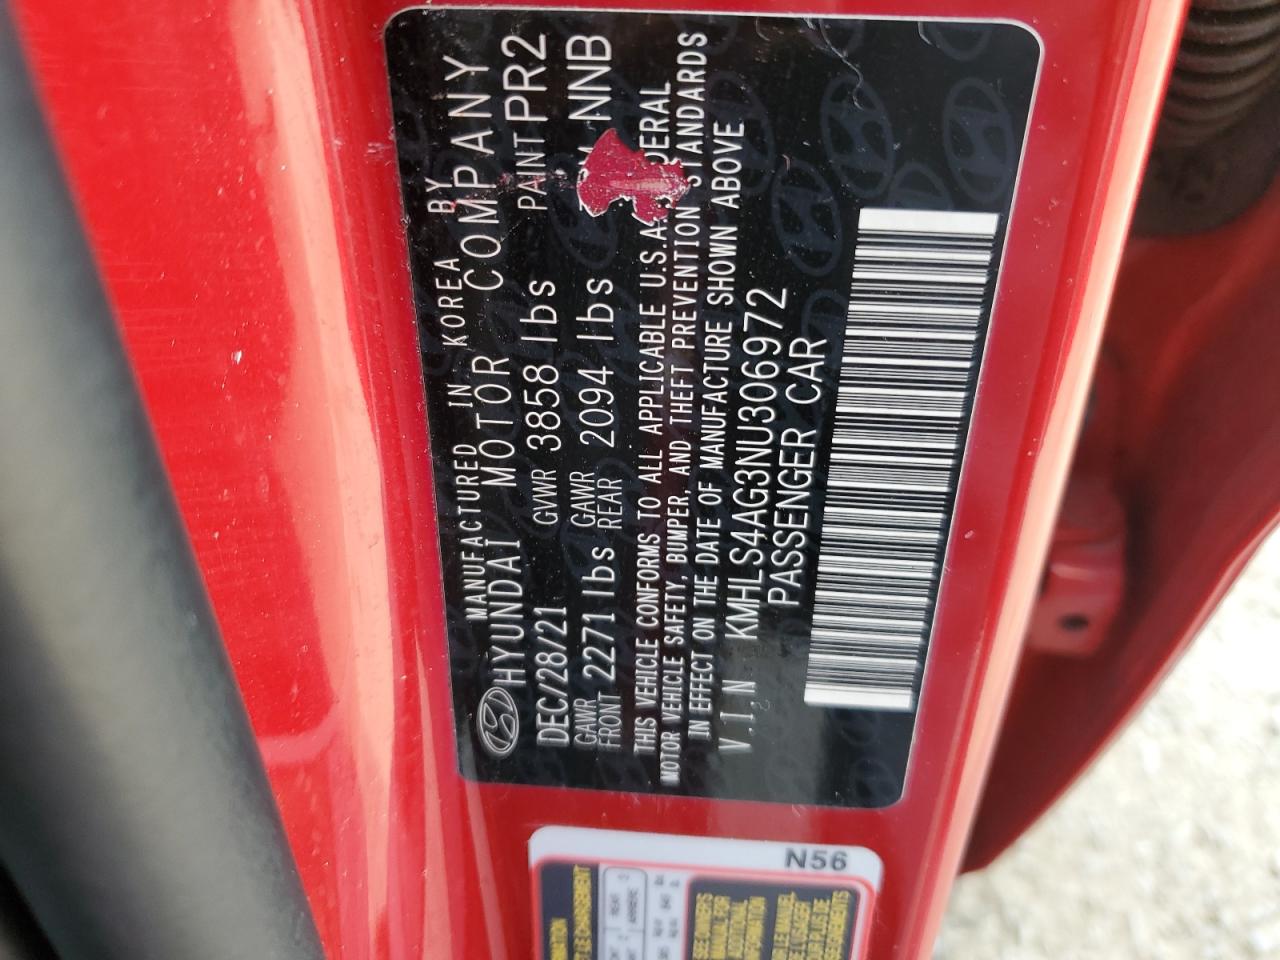 MANUFACTURED IN KOREA BY
HYUNDAI MOTOR COMPANY
DEC/28/21 GVWR 3858 lbs PAINT PR2
GAWR FRONT 2271 lbs GAWR REAR 2094 lbs NNB
THIS VEHICLE CONFORMS TO ALL APPLICABLE U.S.A.
MOTOR VEHICLE SAFETY, BUMPER, AND THEFT PREVENTION STANDARDS
IN EFFECT ON THE DATE OF MANUFACTURE SHOWN ABOVE
V.I.N KMHLS4AG3NU306972
PASSENGER CAR
N56